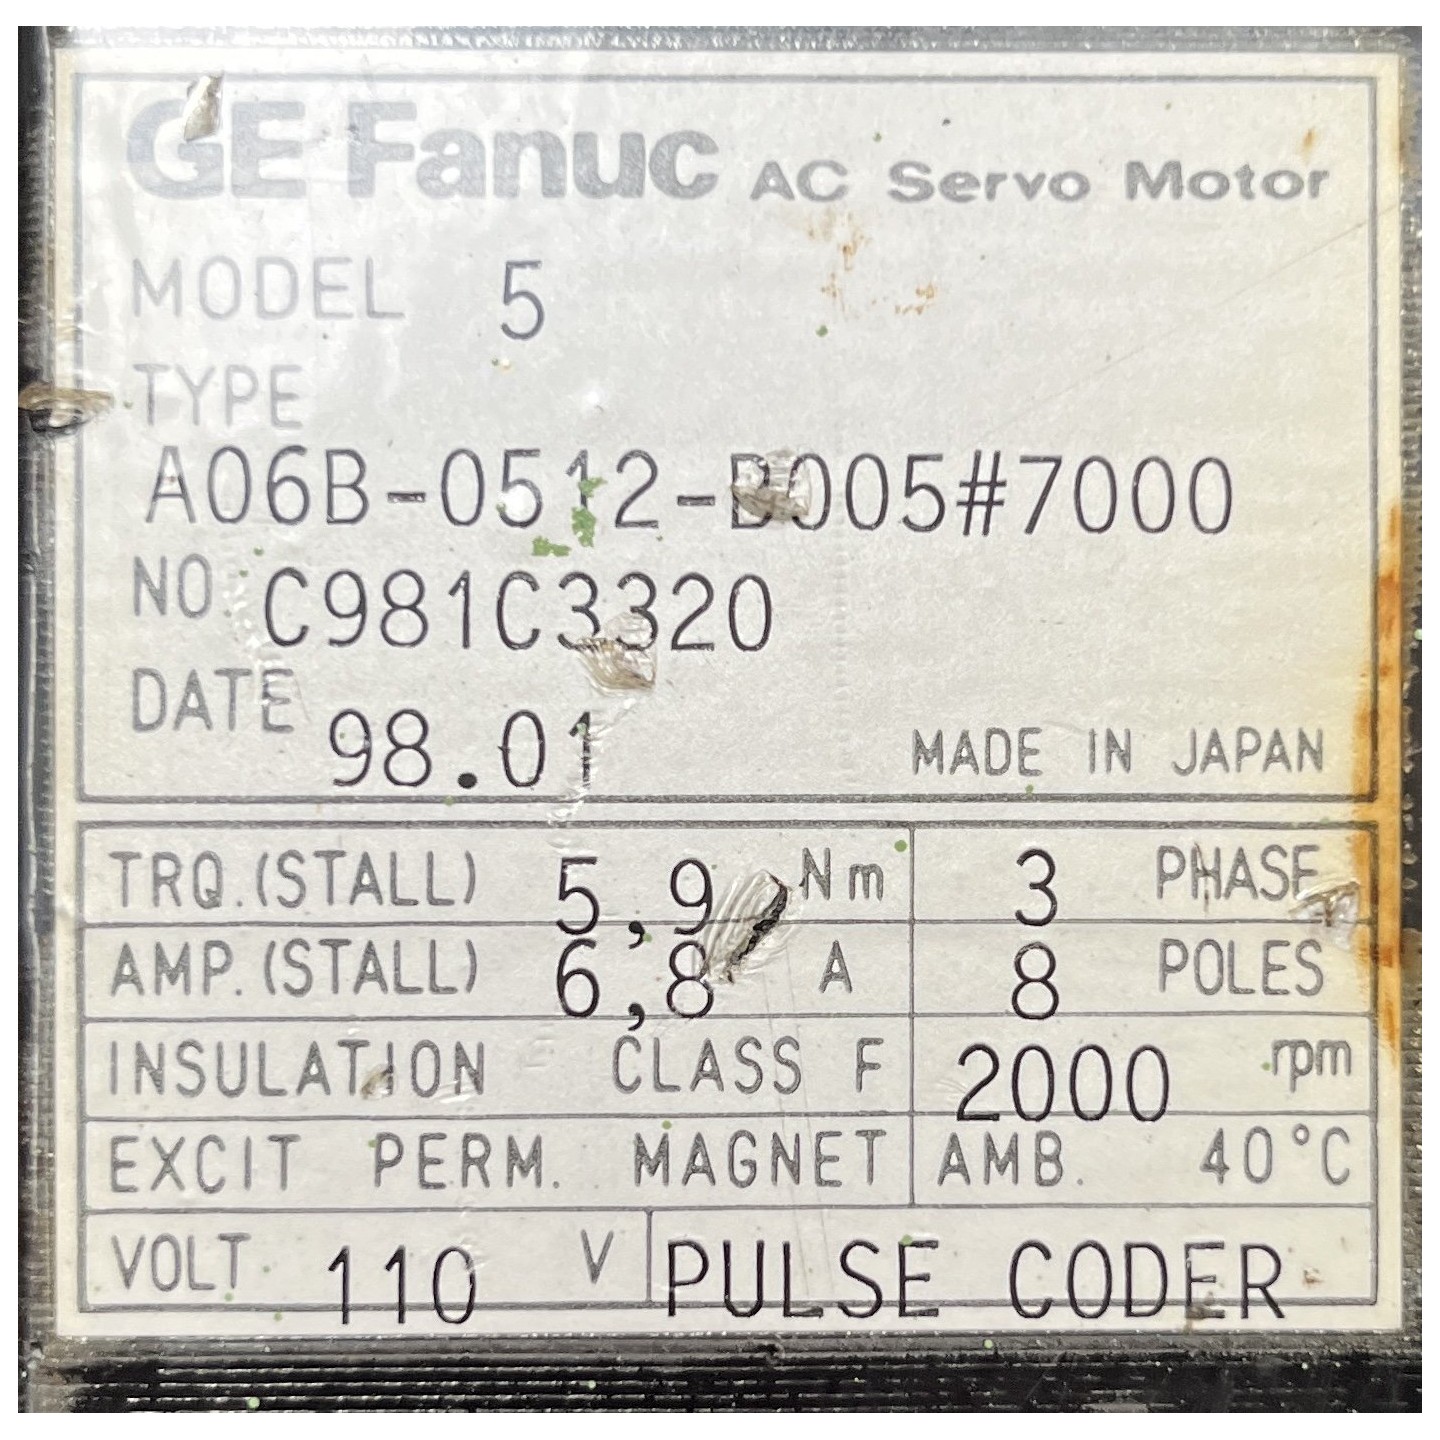 GE Fanuc AC Servo Motor
MODEL 5
TYPE
A06B-0512-B005#7000
NO. C981C3320
DATE 98.01
MADE IN JAPAN
TRQ.(STALL) 5,9 Nm 3 PHASE
AMP.(STALL) 6,8 A 8 POLES
INSULATION CLASS F 2000 rpm
EXCIT PERM. MAGNET AMB. 40°C
VOLT 110 V PULSE CODER